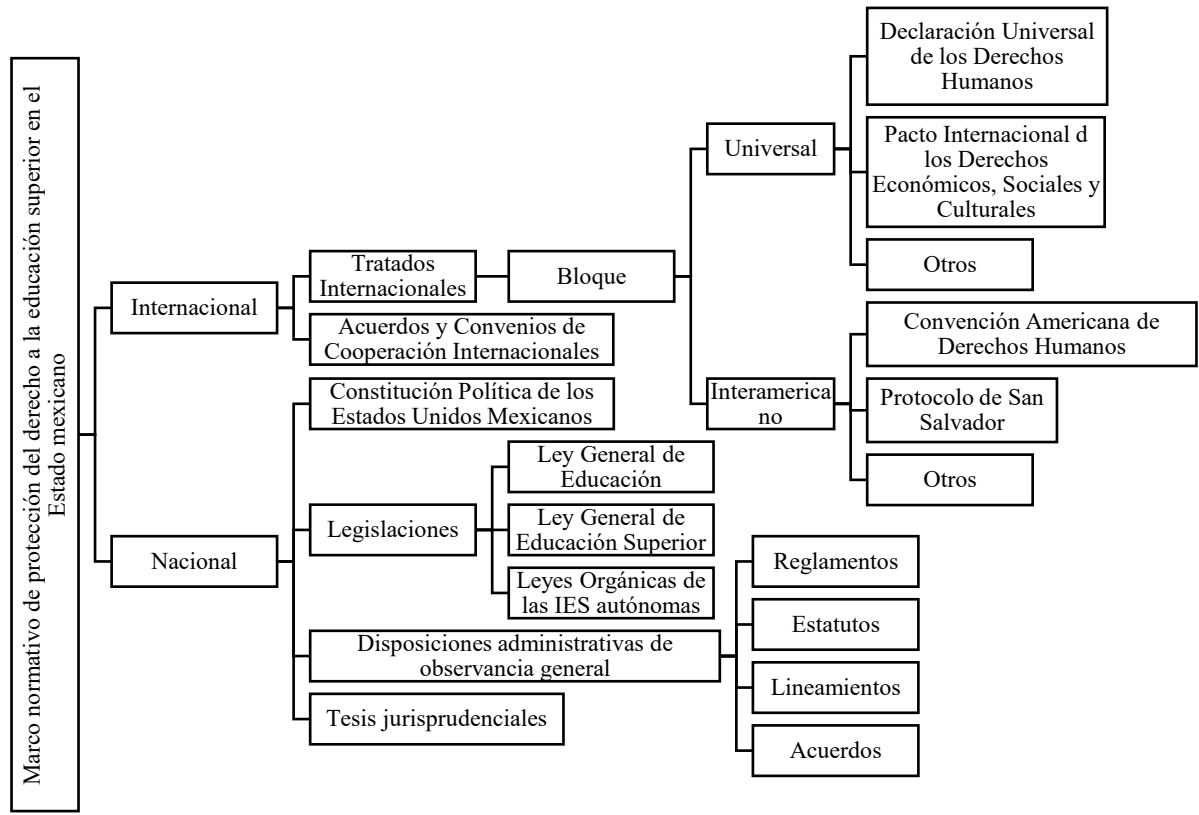 Marco normativo de protección del derecho a la educación superior en el
Estado mexicano
Internacional
Tratados
Internacionales
Bloque
Universal
Declaración Universal
de los Derechos
Humanos
Pacto Internacional d
los Derechos
Económicos, Sociales y
Culturales
Otros
Interamerica
no
Convención Americana de
Derechos Humanos
Protocolo de San
Salvador
Otros
Acuerdos y Convenios de
Cooperación Internacionales
Nacional
Constitución Política de los
Estados Unidos Mexicanos
Legislaciones
Ley General de
Educación
Ley General de
Educación Superior
Leyes Orgánicas de
las IES autónomas
Disposiciones administrativas de
observancia general
Reglamentos
Estatutos
Lineamientos
Acuerdos
Tesis jurisprudenciales